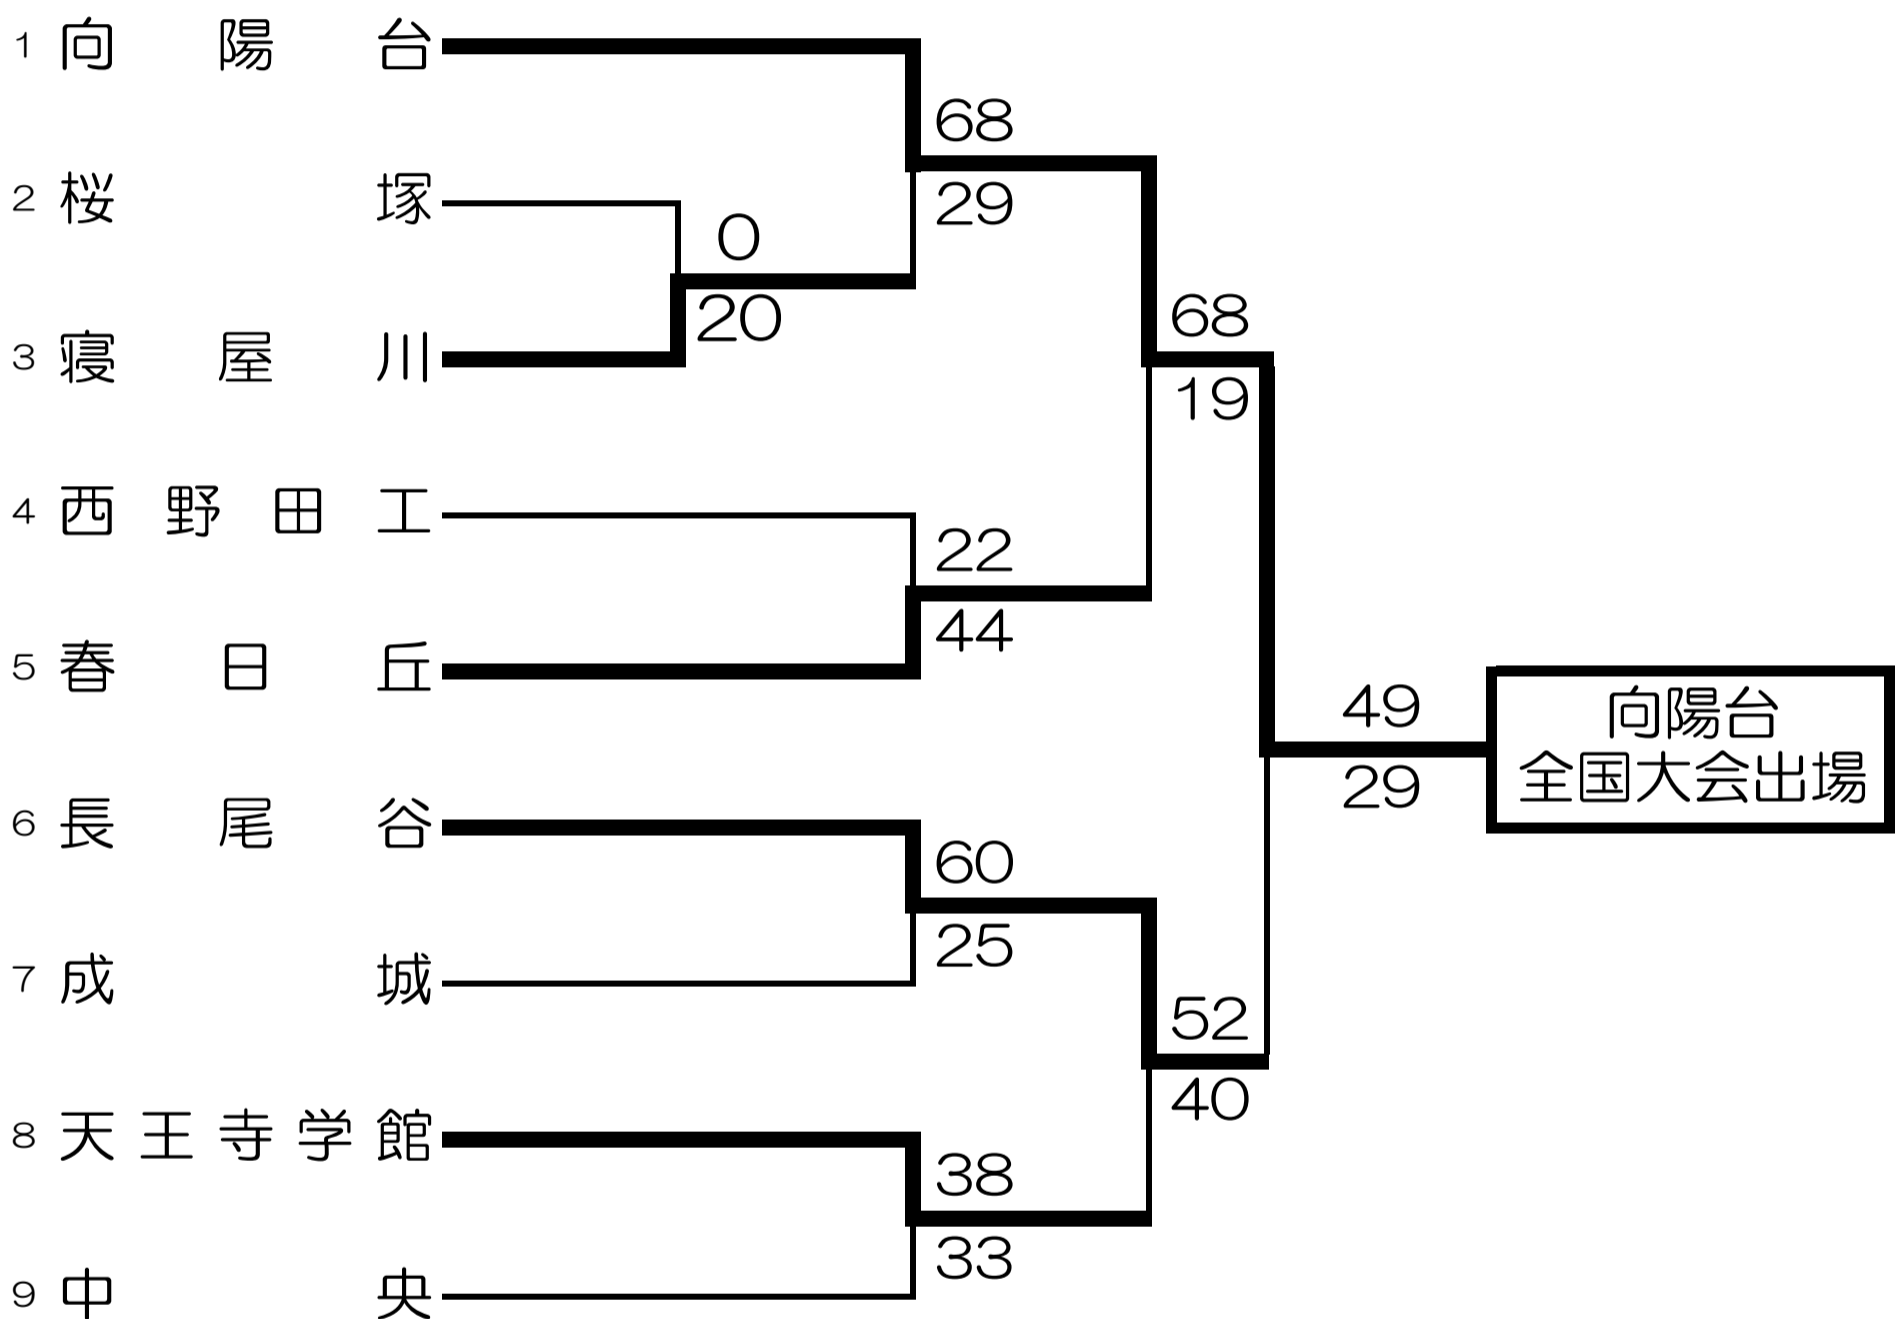 1 向陽台
68
2 桜塚
29
0
20
3 寝屋川
68
19
4 西野田工
22
44
5 春日丘
49
向陽台
全国大会出場
29
6 長尾谷
60
25
7 成城
52
40
8 天王寺学館
38
33
9 中央